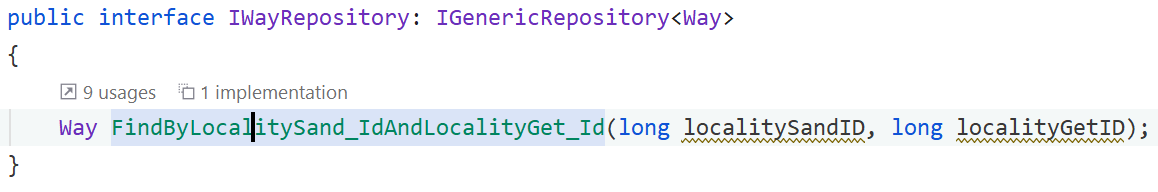 public interface IWayRepository: IGenericRepository<Way>
{
9 usages 1 implementation
Way FindByLocalitySand_IdAndLocalityGet_Id(long localitySandID, long localityGetID);
}